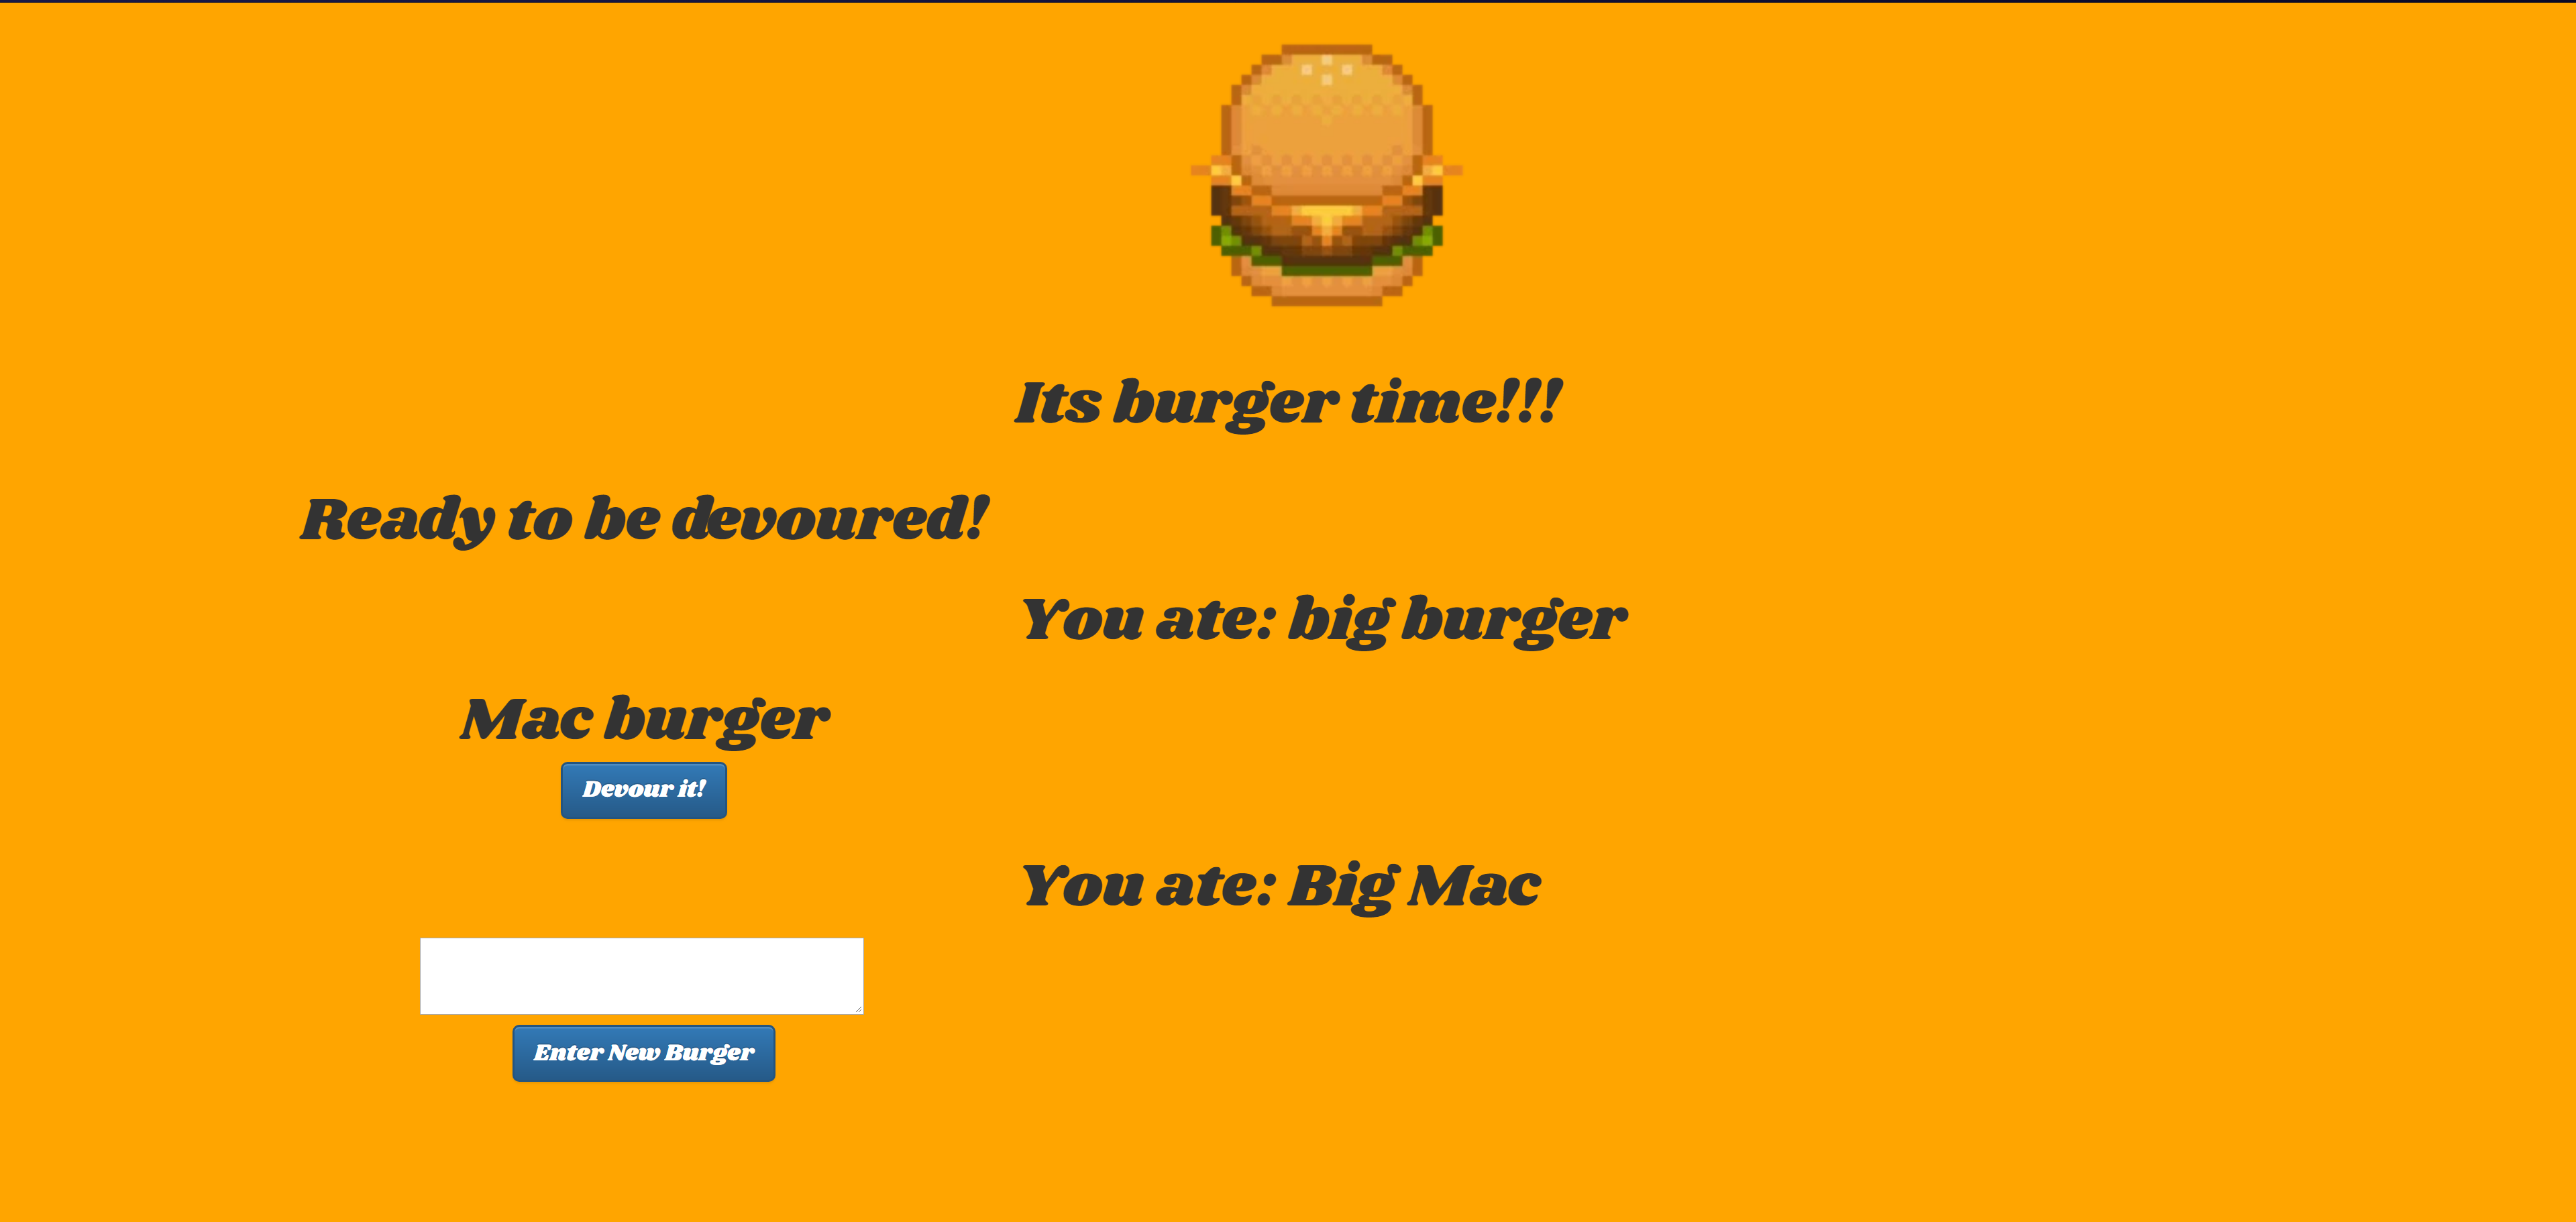 Its burger time!!!
Ready to be devoured!
You ate: big burger
Mac burger
Devour it!
You ate: Big Mac
Enter New Burger